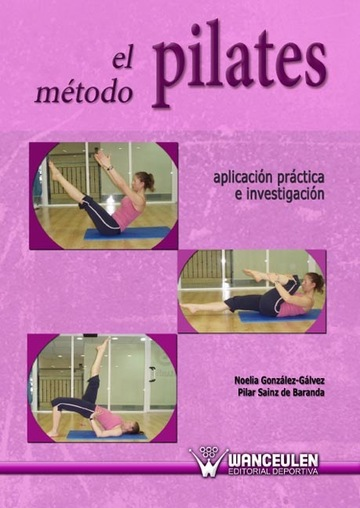 el
método
pilates
aplicación práctica
e investigación
Noelia González-Gálvez
Pilar Sainz de Baranda
WANCEULEN
EDITORIAL DEPORTIVA